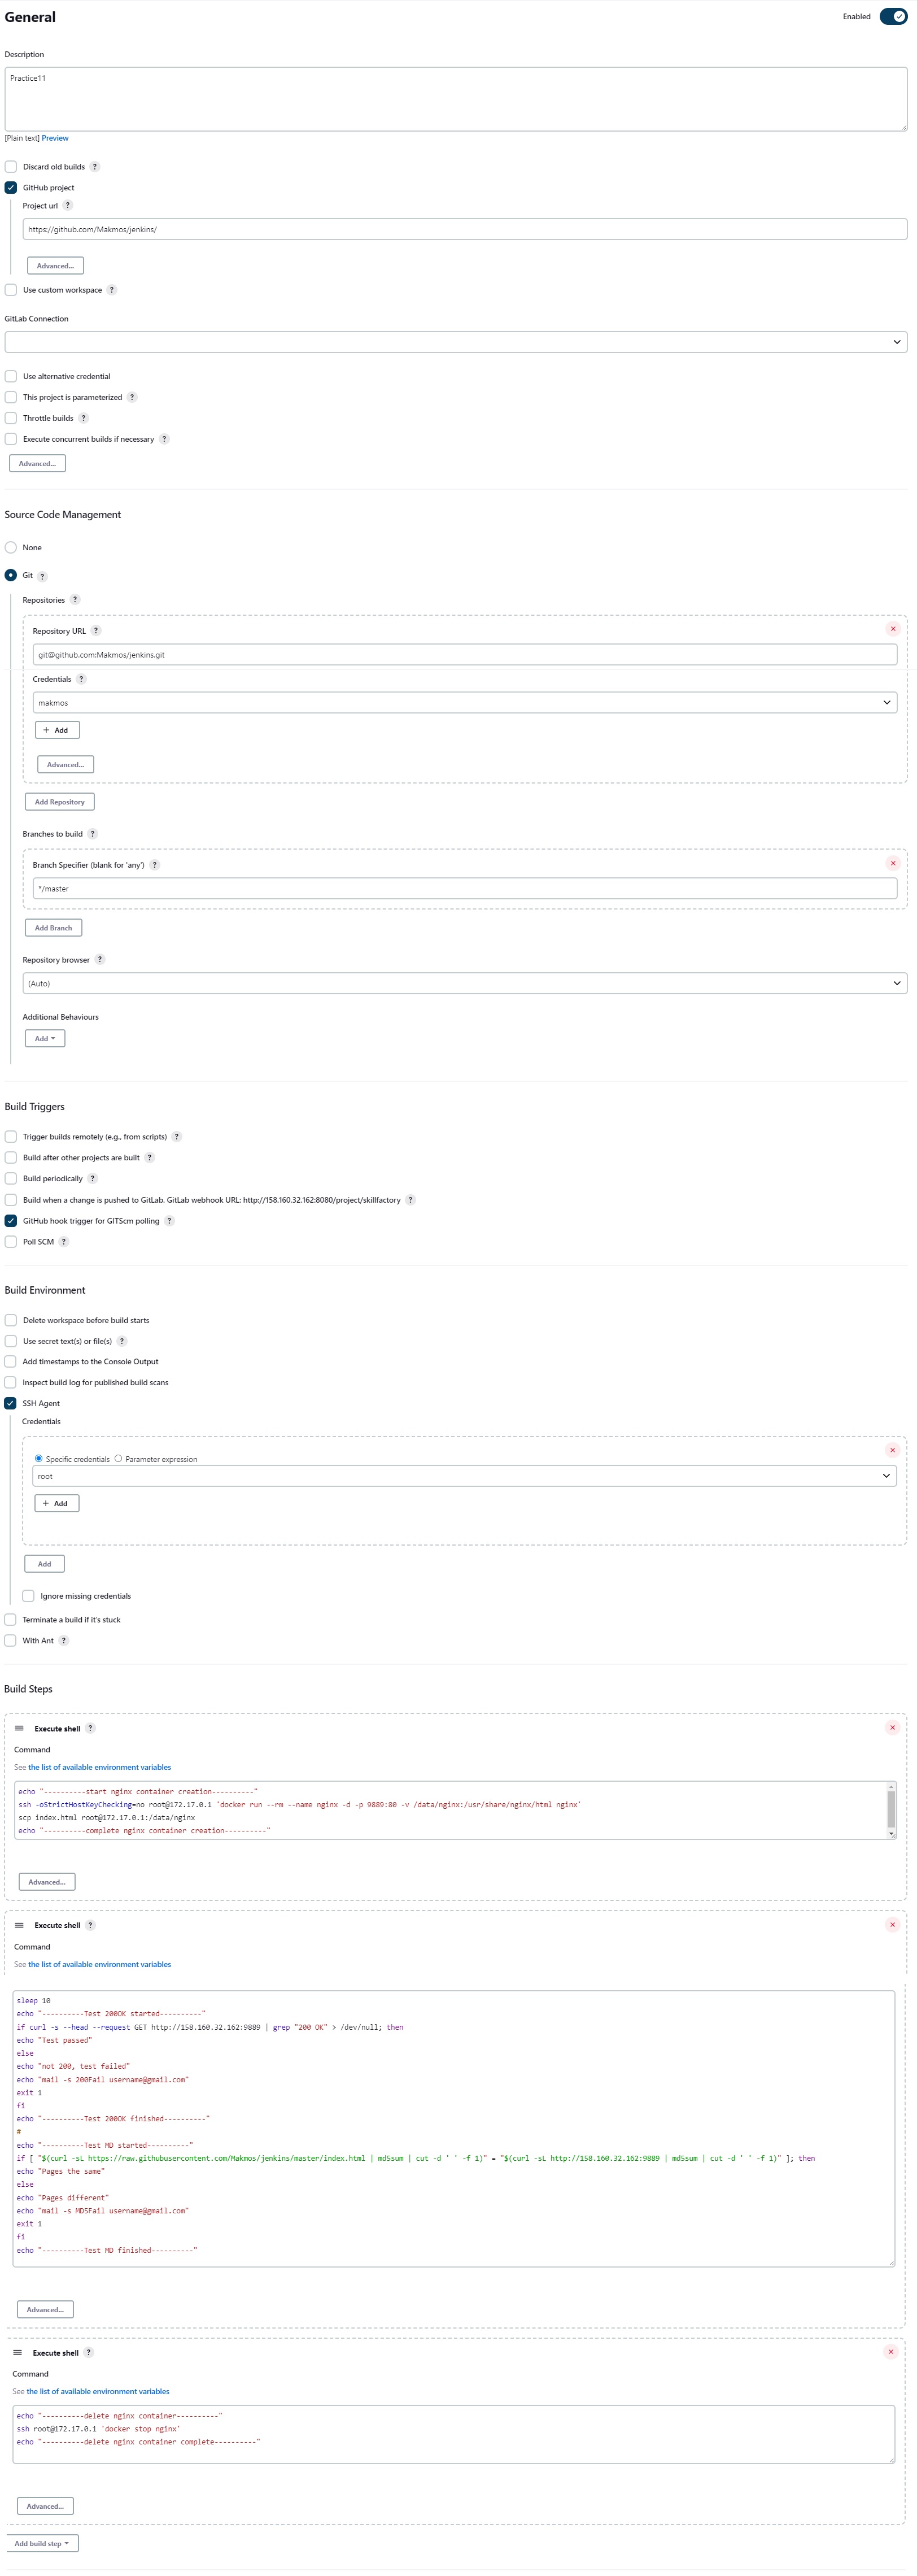 General
Enabled
Description
Practice11
[Plain text] Preview
Discard old builds ?
GitHub project
Project url ?
https://github.com/Makmos/jenkins/
Advanced...
Use custom workspace ?
GitLab Connection
Use alternative credential
This project is parameterized ?
Throttle builds ?
Execute concurrent builds if necessary ?
Advanced...
Source Code Management
None
Git ?
Repositories ?
Repository URL ?
git@github.com:Makmos/jenkins.git
Credentials ?
makmos
+ Add
Advanced...
Add Repository
Branches to build ?
Branch Specifier (blank for 'any') ?
*/master
Add Branch
Repository browser ?
(Auto)
Additional Behaviours
Add
Build Triggers
Trigger builds remotely (e.g., from scripts) ?
Build after other projects are built ?
Build periodically ?
Build when a change is pushed to GitLab. GitLab webhook URL: http://158.160.32.162:8080/project/skillfactory ?
GitHub hook trigger for GITScm polling ?
Poll SCM ?
Build Environment
Delete workspace before build starts
Use secret text(s) or file(s) ?
Add timestamps to the Console Output
Inspect build log for published build scans
SSH Agent
Credentials
Specific credentials Parameter expression
root
+ Add
Add
Ignore missing credentials
Terminate a build if it's stuck
With Ant ?
Build Steps
Execute shell ?
Command
See the list of available environment variables
echo "----------start nginx container creation----------"
ssh -oStrictHostKeyChecking=no root@172.17.0.1 'docker run --rm --name nginx -d -p 9889:80 -v /data/nginx:/usr/share/nginx/html nginx'
scp index.html root@172.17.0.1:/data/nginx
echo "----------complete nginx container creation----------"
Advanced...
Execute shell ?
Command
See the list of available environment variables
sleep 10
echo "----------Test 200OK started----------"
if curl -s --head --request GET http://158.160.32.162:9889 | grep "200 OK" > /dev/null; then
echo "Test passed"
else
echo "not 200, test failed"
echo "mail -s 200Fail username@gmail.com"
exit 1
fi
echo "----------Test 200OK finished----------"
#
echo "----------Test MD started----------"
if [ "$(curl -sL https://raw.githubusercontent.com/Makmos/jenkins/master/index.html | md5sum | cut -d ' ' -f 1)" = "$(curl -sL http://158.160.32.162:9889 | md5sum | cut -d ' ' -f 1)" ]; then
echo "Pages the same"
else
echo "Pages different"
echo "mail -s MD5Fail username@gmail.com"
exit 1
fi
echo "----------Test MD finished----------"
Advanced...
Execute shell ?
Command
See the list of available environment variables
echo "----------delete nginx container----------"
ssh root@172.17.0.1 'docker stop nginx'
echo "----------delete nginx container complete----------"
Advanced...
Add build step